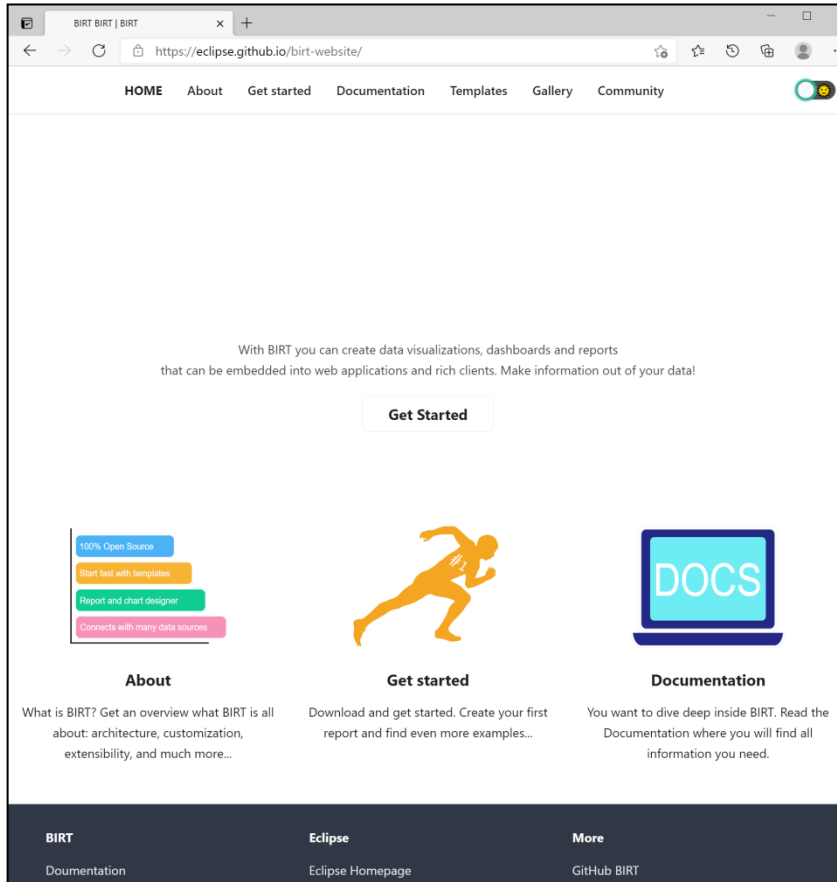 BIRT BIRT | BIRT
https://eclipse.github.io/birt-website/
HOME About Get started Documentation Templates Gallery Community
With BIRT you can create data visualizations, dashboards and reports
that can be embedded into web applications and rich clients. Make information out of your data!
Get Started
100% Open Source
Start fast with templates
Report and chart designer
Connects with many data sources
#1
DOCS
About
What is BIRT? Get an overview what BIRT is all
about: architecture, customization,
extensibility, and much more...
Get started
Download and get started. Create your first
report and find even more examples...
Documentation
You want to dive deep inside BIRT. Read the
Documentation where you will find all
information you need.
BIRT Eclipse More
Doumentation Eclipse Homepage GitHub BIRT